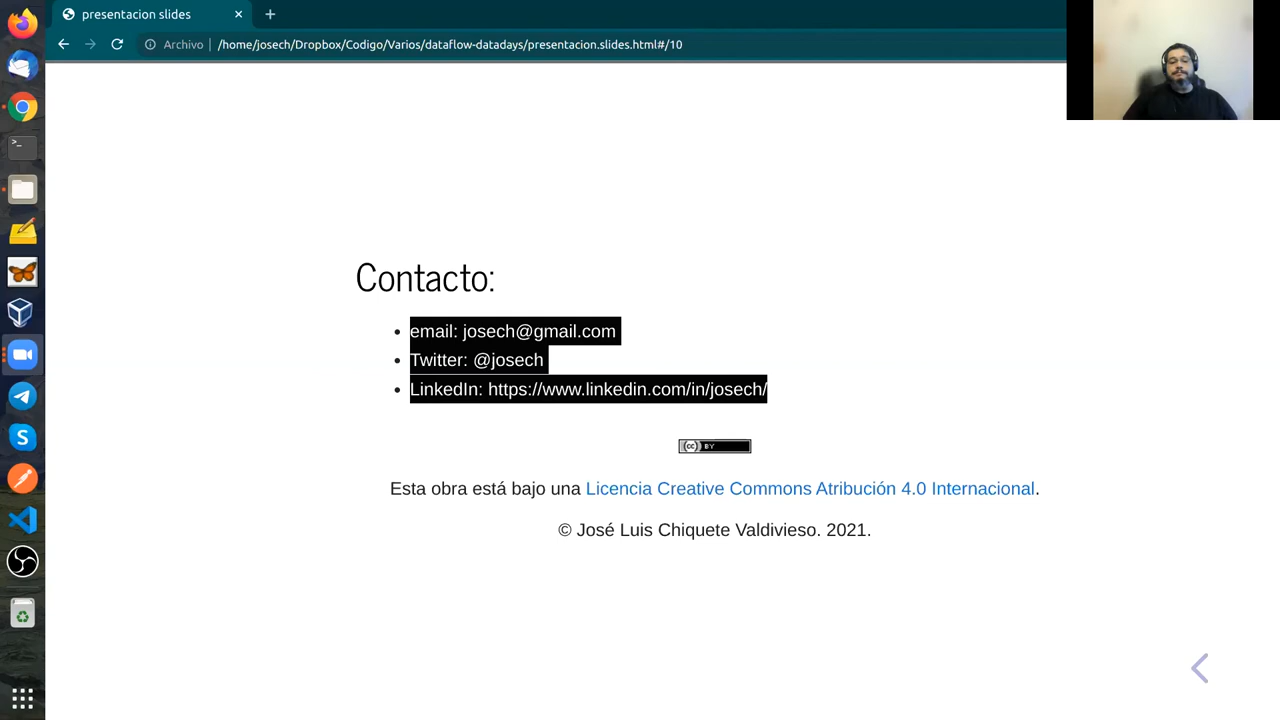 presentacion slides
Archivo
/home/josech/Dropbox/Codigo/Varios/dataflow-datadays/presentacion.slides.html#/10
Contacto:
email: josech@gmail.com
Twitter: @josech
LinkedIn: https://www.linkedin.com/in/josech/
cc BY
Esta obra está bajo una Licencia Creative Commons Atribución 4.0 Internacional.
© José Luis Chiquete Valdivieso. 2021.